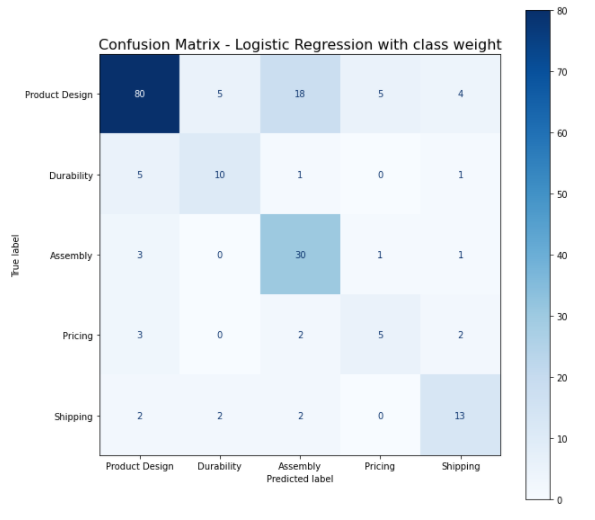 Confusion Matrix - Logistic Regression with class weight
True label
Product Design 80 5 18 5 4
Durability 5 10 1 0 1
Assembly 3 0 30 1 1
Pricing 3 0 2 5 2
Shipping 2 2 2 0 13
Product Design Durability Assembly Pricing Shipping
Predicted label
80
70
60
50
40
30
20
10
0